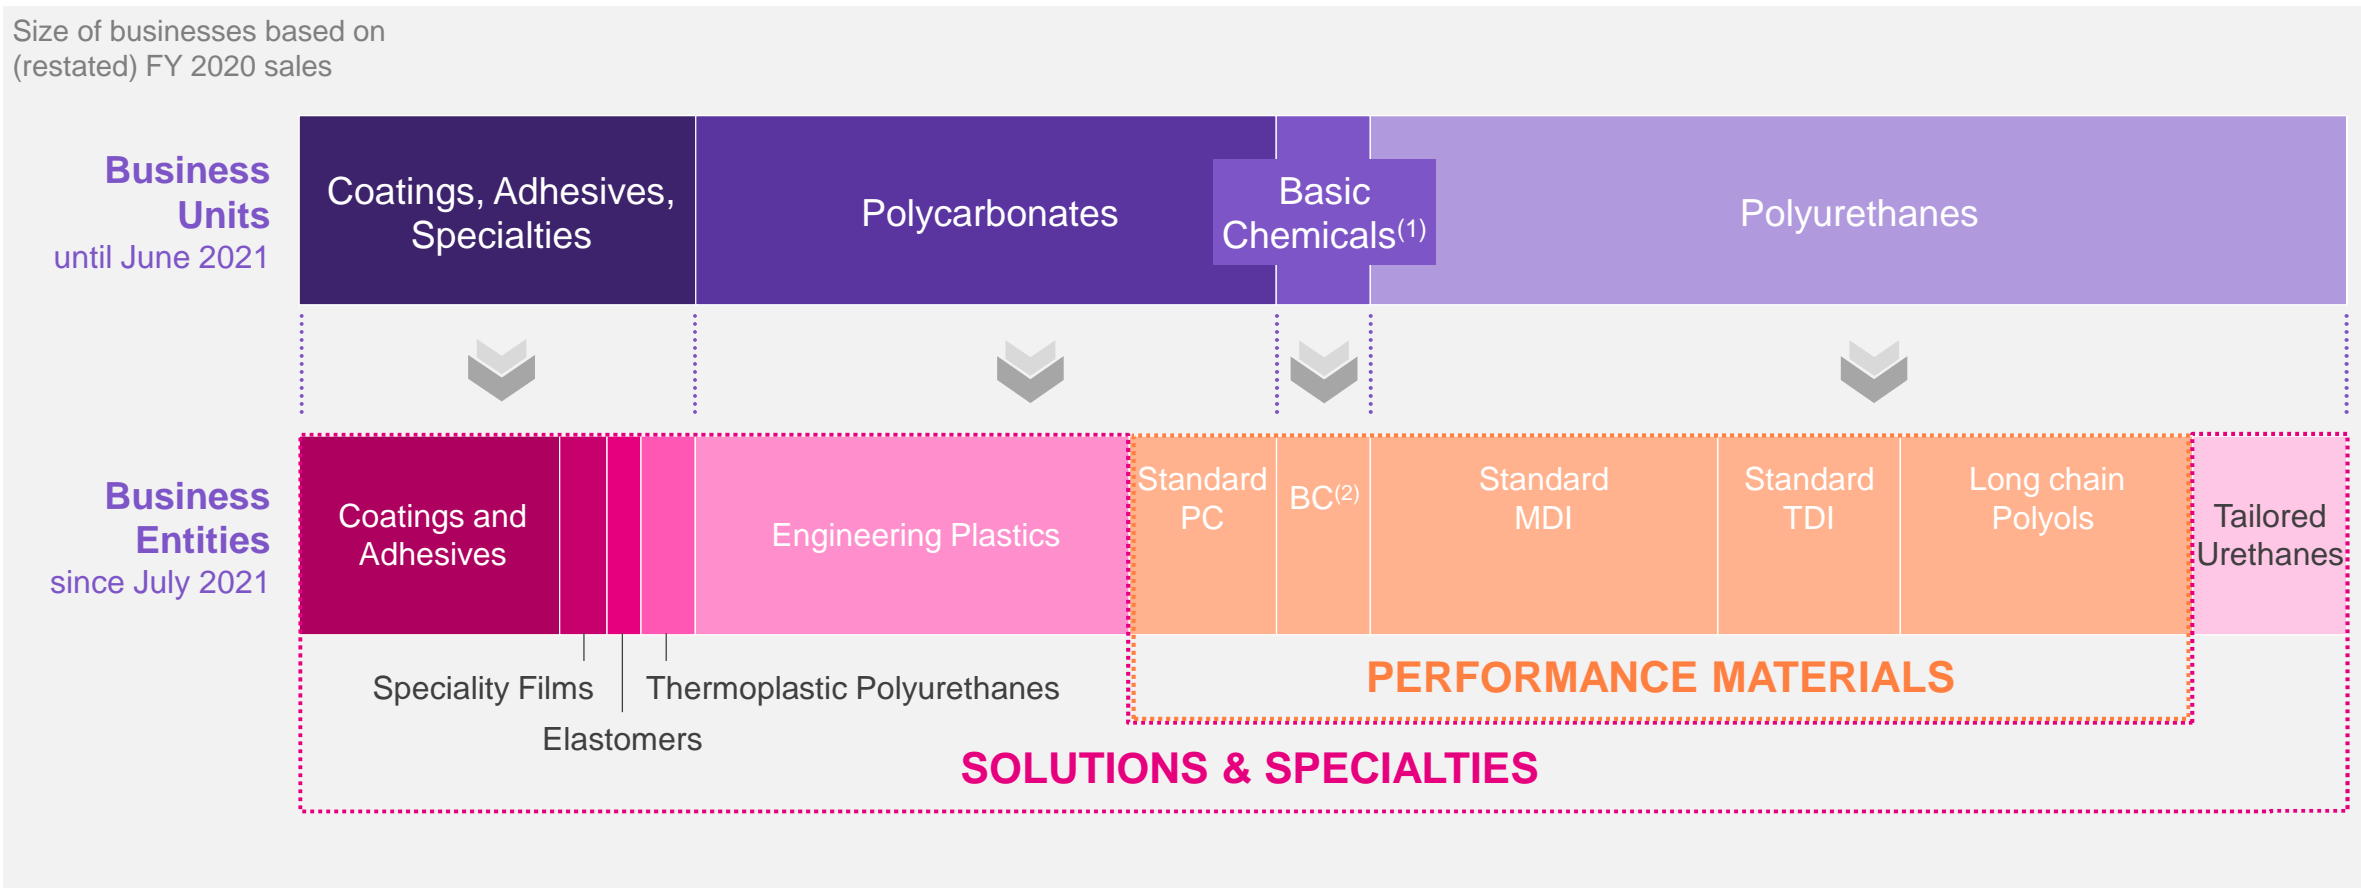 Size of businesses based on
(restated) FY 2020 sales
Business
Units
until June 2021
Coatings, Adhesives,
Specialties
Polycarbonates
Basic
Chemicals(1)
Polyurethanes
Business
Entities
since July 2021
Coatings and
Adhesives
Engineering Plastics
Standard
PC
BC(2)
Standard
MDI
Standard
TDI
Long chain
Polyols
Tailored
Urethanes
Speciality Films
Thermoplastic Polyurethanes
Elastomers
PERFORMANCE MATERIALS
SOLUTIONS & SPECIALTIES